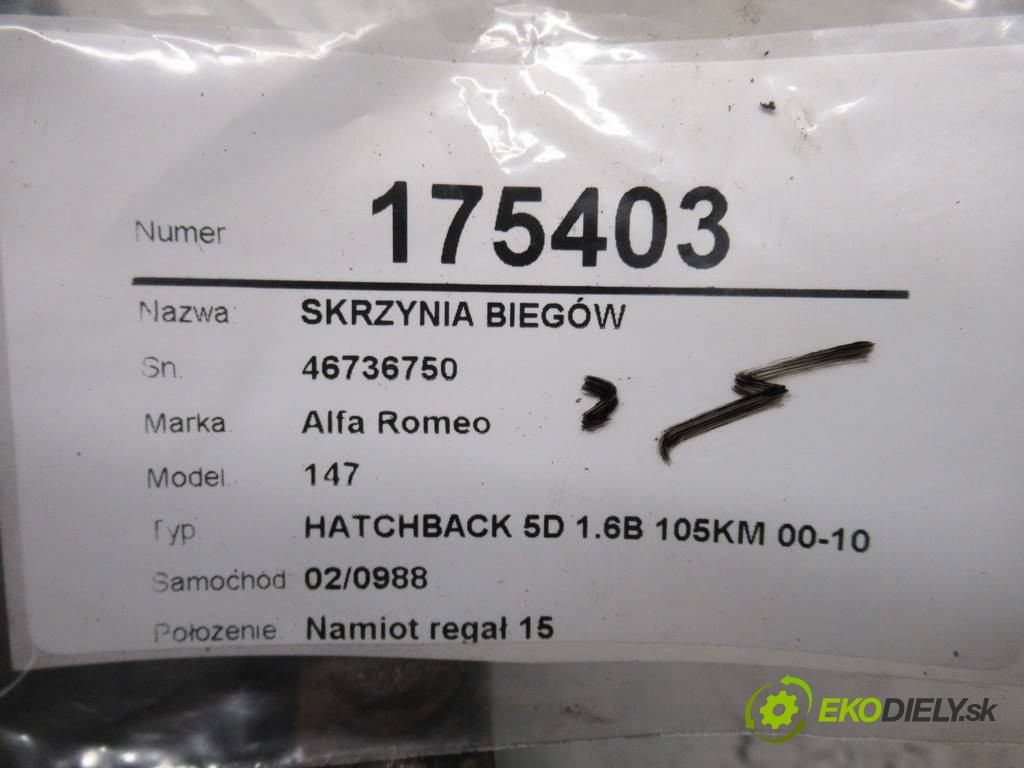 Numer 175403
Nazwa: SKRZYNIA BIEGÓW
Sn. 46736750
Marka Alfa Romeo
Model. 147
Typ. HATCHBACK 5D 1.6B 105KM 00-10
Samochód 02/0988
Położenie. Namiot regał 15
EKODIELY.sk